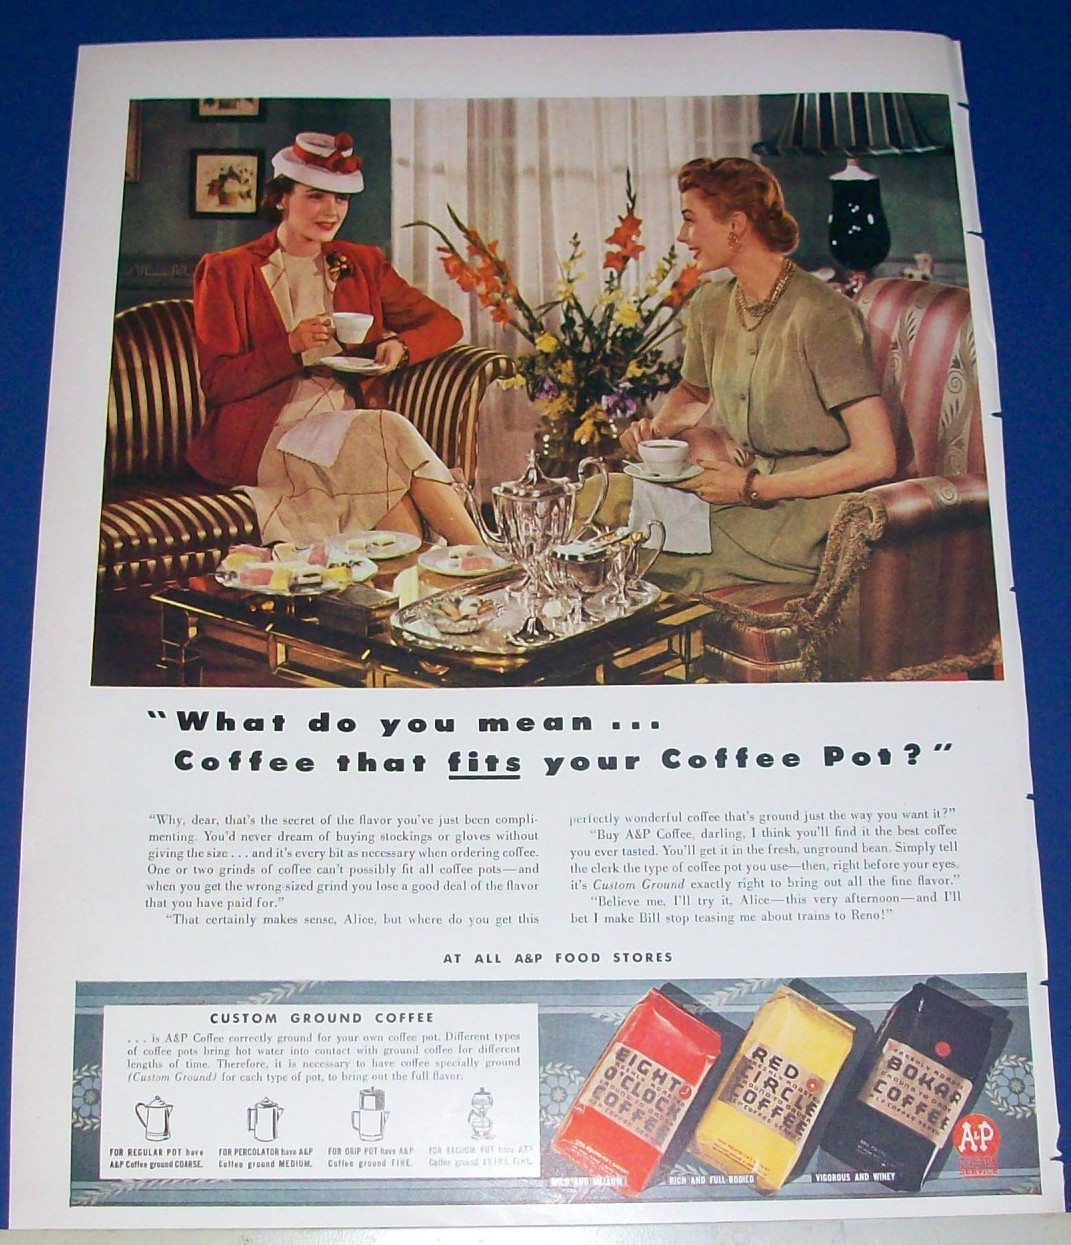 “What do you mean ...
Coffee that fits your Coffee Pot?”
“Why, dear, that's the secret of the flavor you've just compli-
menting. You'd never dream of buying stockings or gloves without
giving the size . . . and it's every bit as necessary when ordering coffee.
One or two grinds of coffee can't possibly fit all coffee pots—and
when you get the wrong-sized grind you lose a good deal of the flavor
that you have paid for.”
“That certainly makes sense, Alice, but where do you get this
perfectly wonderful coffee that's ground just the way you want it?”
“Buy A&P Coffee, darling, I think you'll find it the best coffee
you ever tasted. You'll get it in the fresh, unground bean. Simply tell
the clerk the type of coffee pot you use—then, right before your eyes,
it's Custom Ground exactly right to bring out all the fine flavor.”
“Believe me, I'll try it, Alice—this very afternoon—and I'll
bet I make Bill stop teasing me about trains to Reno!”
AT ALL A&P FOOD STORES
CUSTOM GROUND COFFEE
. . . is A&P Coffee correctly ground for your own coffee pot. Different types
of coffee pots bring hot water into contact with ground coffee for different
lengths of time. Therefore, it is necessary to have coffee specially ground
(Custom Ground) for each type of pot, to bring out the full flavor.
FOR REGULAR POT have
A&P Coffee ground COARSE.
FOR PERCOLATOR have A&P
Coffee ground MEDIUM.
FOR DRIP POT have A&P
Coffee ground FINE.
FOR VACUUM POT have A&P
Coffee ground EXTRA FINE.
EIGHT
O'CLOCK
COFFEE
MILD AND MELLOW
RED
CIRCLE
COFFEE
RICH AND FULL-BODIED
BOKAR
COFFEE
VIGOROUS AND WINEY
A&P
COFFEE
SERVICE